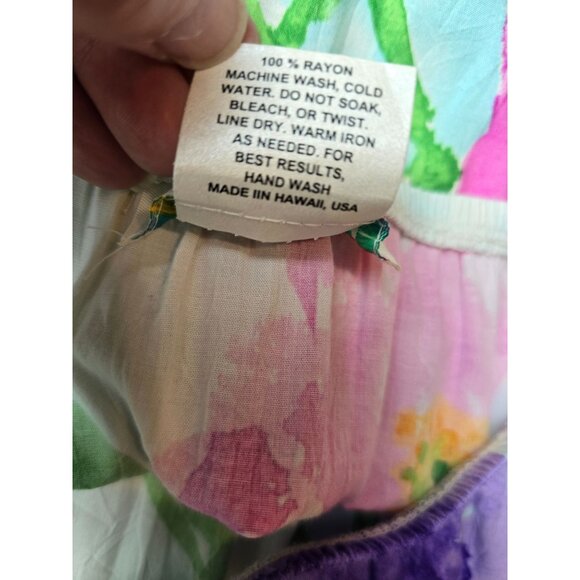 100 % RAYON
MACHINE WASH, COLD
WATER. DO NOT SOAK,
BLEACH, OR TWIST.
LINE DRY. WARM IRON
AS NEEDED. FOR
BEST RESULTS,
HAND WASH
MADE IIN HAWAII, USA